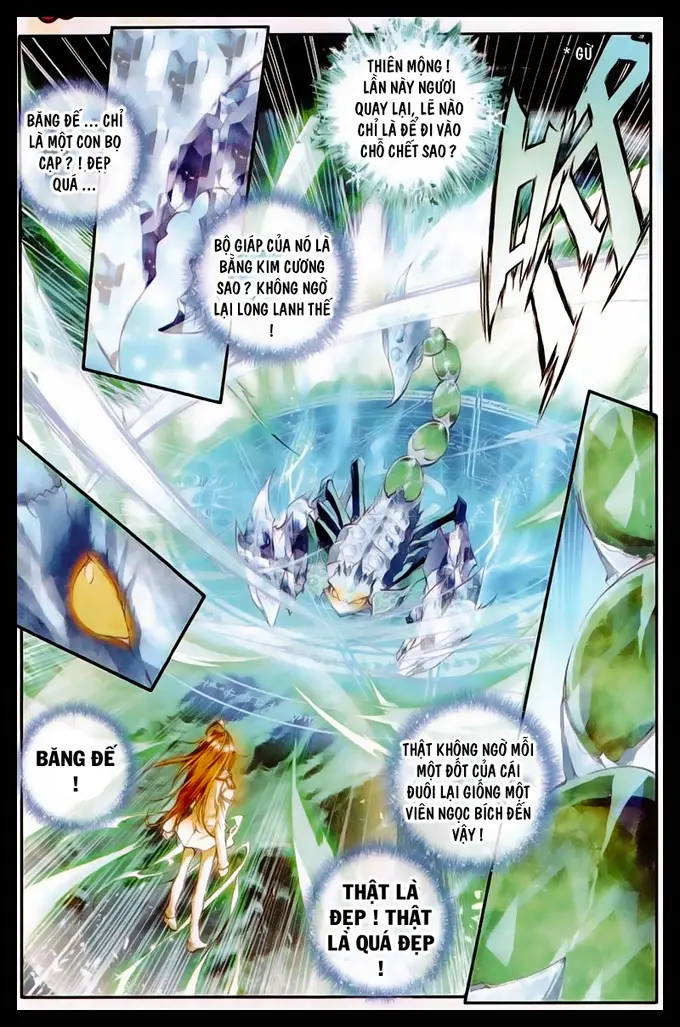 * GỪ
THIÊN MỘNG !
LẦN NÀY NGƯƠI
QUAY LẠI, LẼ NÀO
CHỈ LÀ ĐỂ ĐI VÀO
CHỖ CHẾT SAO ?
BĂNG ĐẾ ... CHỈ
LÀ MỘT CON BỌ
CẠP ? ! ĐẸP
QUÁ ...
BỘ GIÁP CỦA NÓ LÀ
BẰNG KIM CƯƠNG
SAO ? KHÔNG NGỜ
LẠI LONG LANH THẾ
!
BĂNG ĐẾ
!
THẬT KHÔNG NGỜ MỖI
MỘT ĐỐT CỦA CÁI
ĐUÔI LẠI GIỐNG MỘT
VIÊN NGỌC BÍCH ĐẾN
VẬY !
THẬT LÀ
ĐẸP ! THẬT
LÀ QUÁ ĐẸP
!